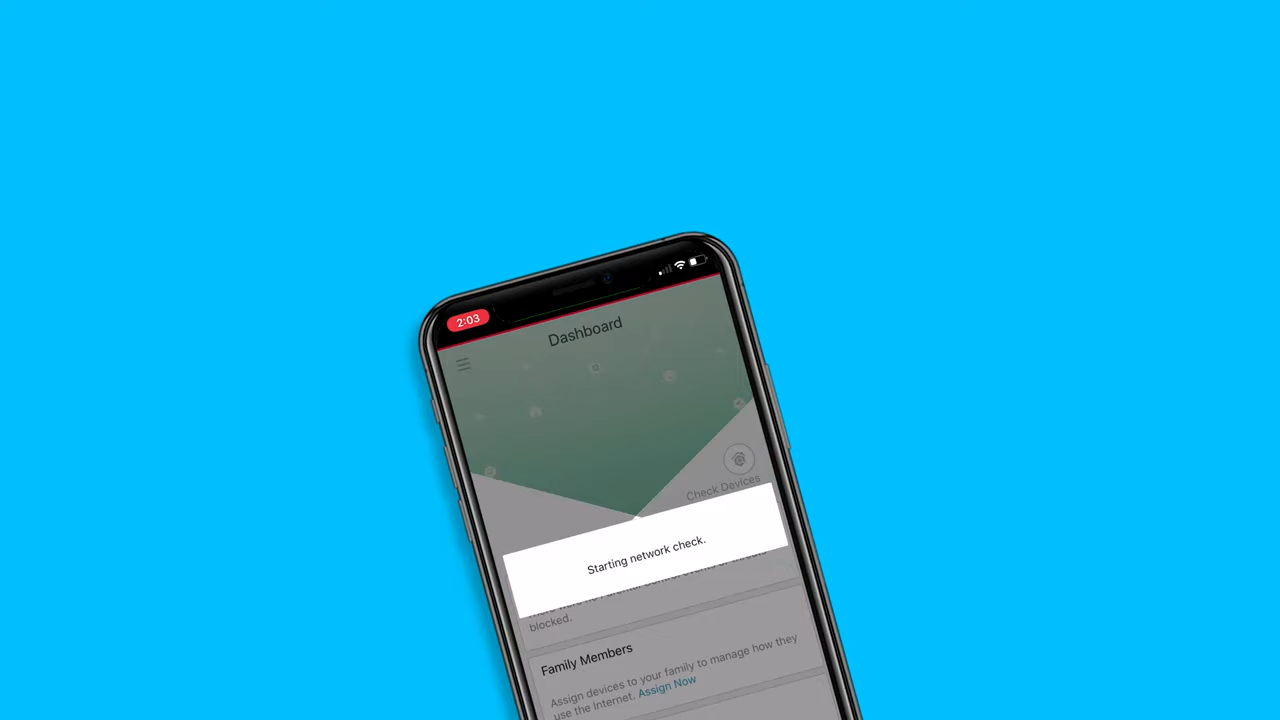 2:03
Dashboard
Check Devices
Starting network check.
blocked.
Family Members
Assign devices to your family to manage how they
use the Internet. Assign Now